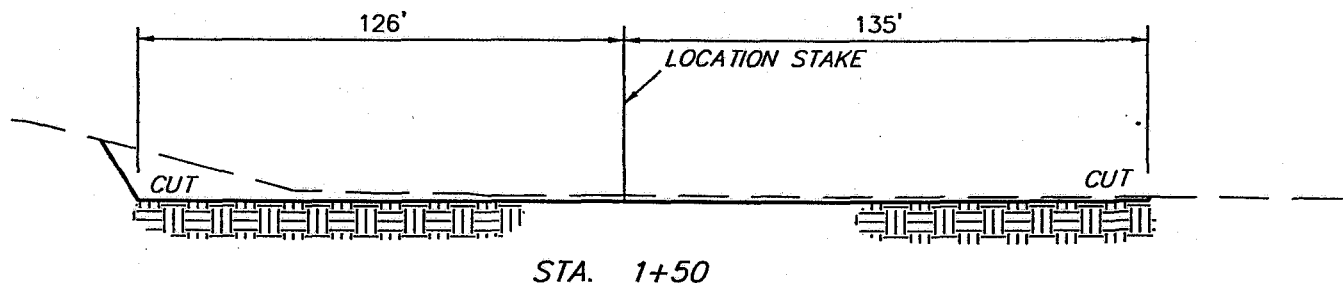 126'
135'
LOCATION STAKE
CUT
CUT
STA. 1+50